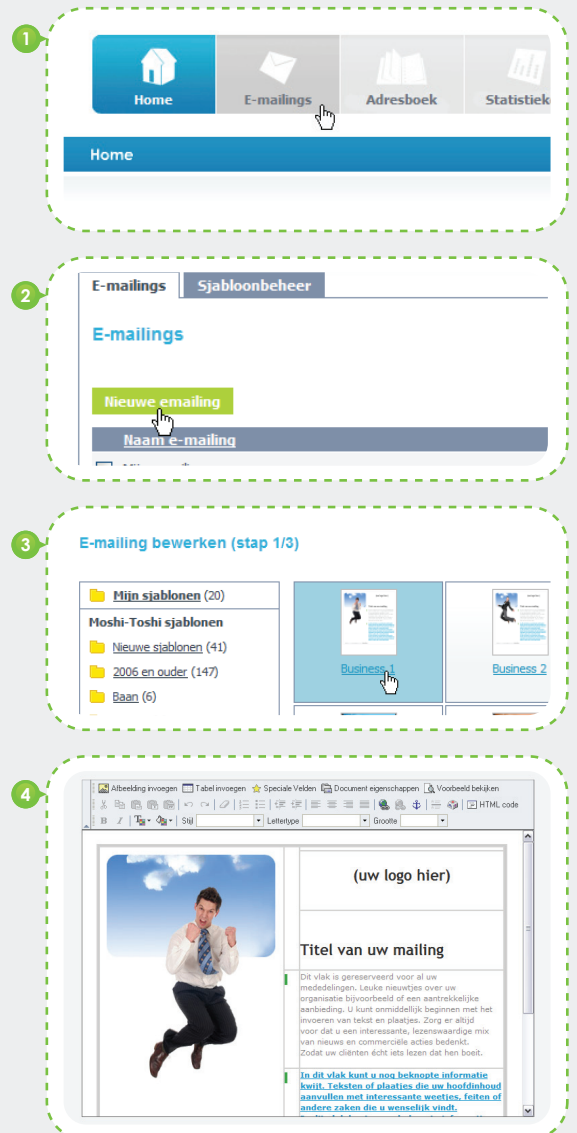 1
Home E-mailings Adresboek Statistiek
Home
2
E-mailings Sjabloonbeheer
E-mailings
Nieuwe emailing
Naam e-mailing
3
E-mailing bewerken (stap 1/3)
Mijn sjablonen (20)
Moshi-Toshi sjablonen
Nieuwe sjablonen (41)
2006 en ouder (147)
Baan (6)
Business 1 Business 2
4
Afbeelding invoegen Tabel invoegen Speciale Velden Document eigenschappen Voorbeeld bekijken
HTML code
B I Stijl Lettertype Grootte
(uw logo hier)
Titel van uw mailing
Dit vlak is gereserveerd voor al uw
mededelingen. Leuke nieuwtjes over uw
organisatie bijvoorbeeld of een aantrekkelijke
aanbieding. U kunt onmiddellijk beginnen met het
invoeren van tekst en plaatjes. Zorg er altijd
voor dat u een interessante, lezenswaardige mix
van nieuws en commerciële acties bedenkt.
Zodat uw cliënten écht iets lezen dat hen boeit.
In dit vlak kunt u nog beknopte informatie
kwijt. Teksten of plaatjes die uw hoofdinhoud
aanvullen met interessante weetjes, feiten of
andere zaken die u wenselijk vindt.